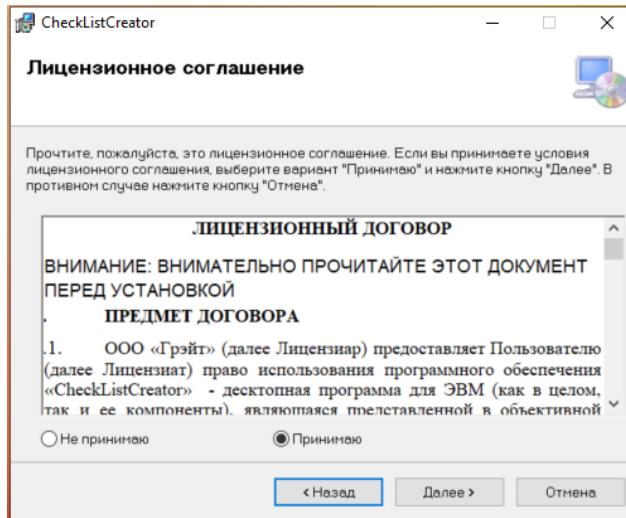 CheckListCreator
Лицензионное соглашение
Прочтите, пожалуйста, это лицензионное соглашение. Если вы принимаете условия
лицензионного соглашения, выберите вариант "Принимаю" и нажмите кнопку "Далее". В
противном случае нажмите кнопку "Отмена".
ЛИЦЕНЗИОННЫЙ ДОГОВОР
ВНИМАНИЕ: ВНИМАТЕЛЬНО ПРОЧИТАЙТЕ ЭТОТ ДОКУМЕНТ
ПЕРЕД УСТАНОВКОЙ
. ПРЕДМЕТ ДОГОВОРА
.1. ООО «Грэйт» (далее Лицензиар) предоставляет Пользователю
(далее Лицензиат) право использования программного обеспечения
«CheckListCreator» - десктопная программа для ЭВМ (как в целом,
так и ее компоненты), являющаяся представленной в объективной
Не принимаю
Принимаю
< Назад
Далее >
Отмена